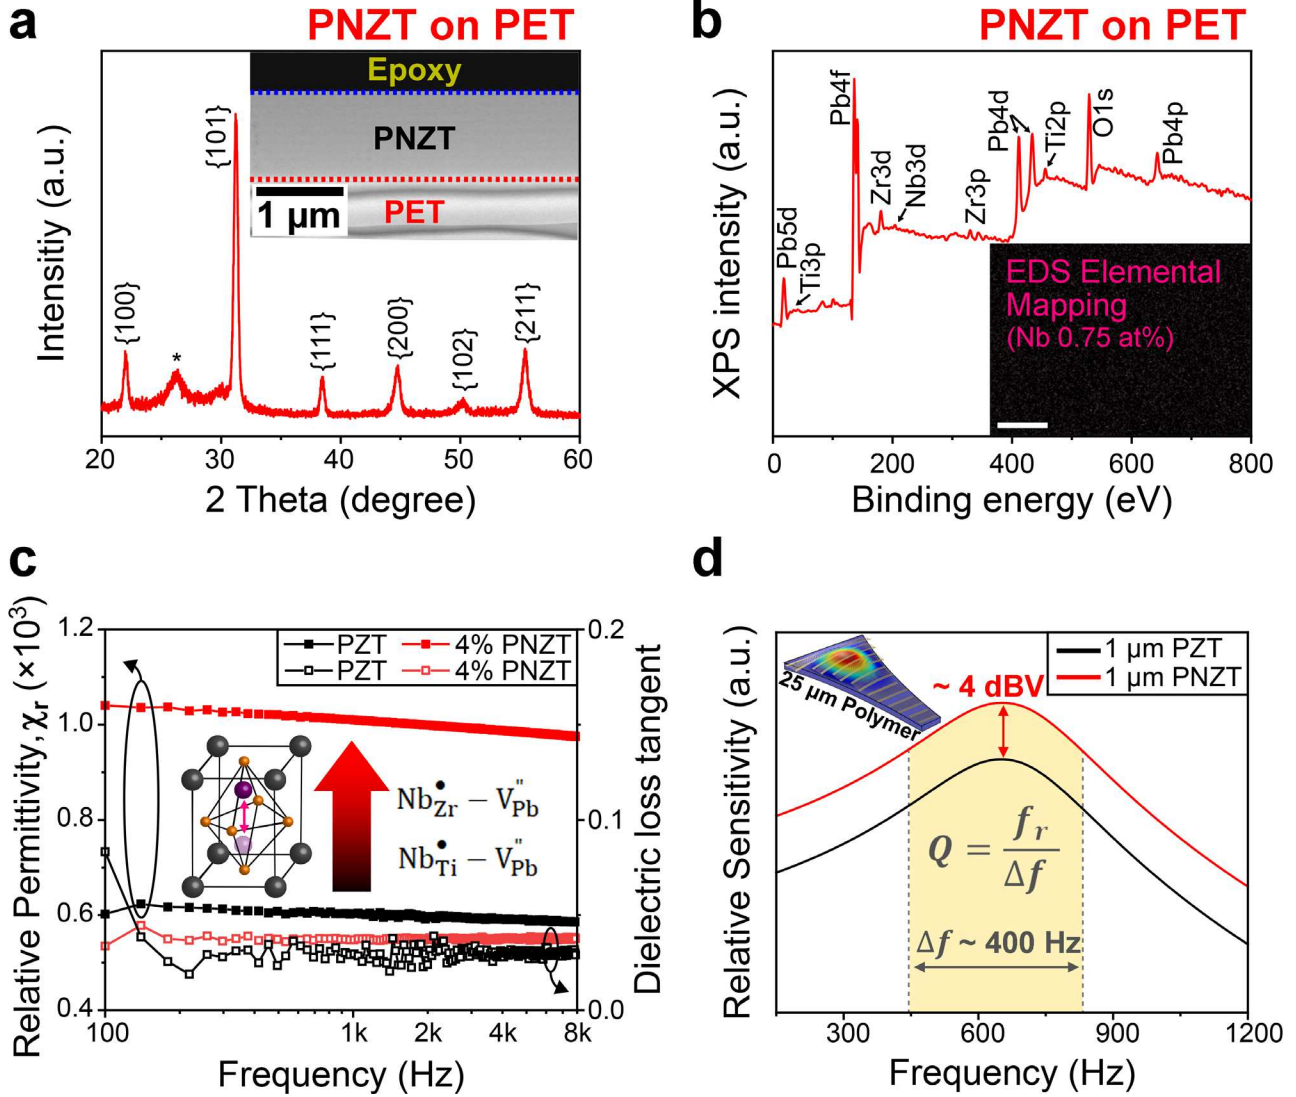 a
PNZT on PET
Intensitiy (a.u.)
Epoxy
PNZT
1 μm
PET
{100}
*
{101}
{111}
{200}
{102}
{211}
20 30 40 50 60
2 Theta (degree)
b
PNZT on PET
XPS intensity (a.u.)
Pb5d
Ti3p
Pb4f
Zr3d
Nb3d
Zr3p
Pb4d
Ti2p
O1s
Pb4p
EDS Elemental
Mapping
(Nb 0.75 at%)
0 200 400 600 800
Binding energy (eV)
c
Relative Permittivity, χr (×10³)
1.2
1.0
0.8
0.6
0.4
PZT 4% PNZT
PZT 4% PNZT
Nb•Zr − V"Pb
Nb•Ti − V"Pb
0.2
0.1
0.0
Dielectric loss tangent
100 1k 2k 4k 8k
Frequency (Hz)
d
Relative Sensitivity (a.u.)
25 μm Polymer
~ 4 dBV
1 μm PZT
1 μm PNZT
Q = fr / Δf
Δf ~ 400 Hz
300 600 900 1200
Frequency (Hz)